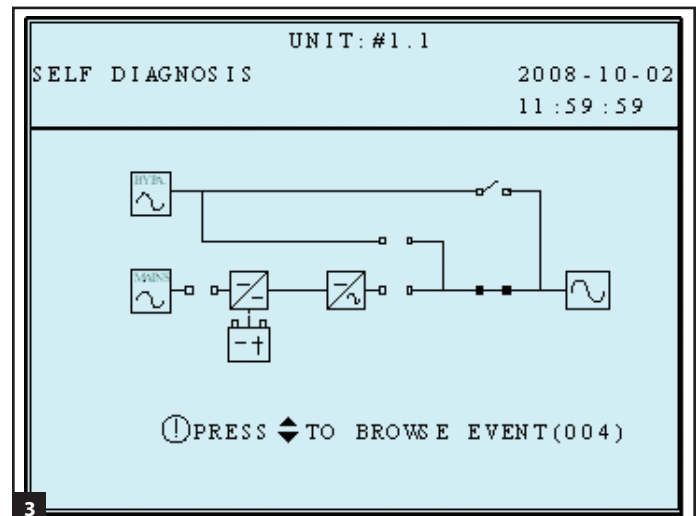 UNIT:#1.1
SELF DIAGNOSIS
2008-10-02
11:59:59
BYPA.
MAINS
PRESS TO BROWSE EVENT(004)
3